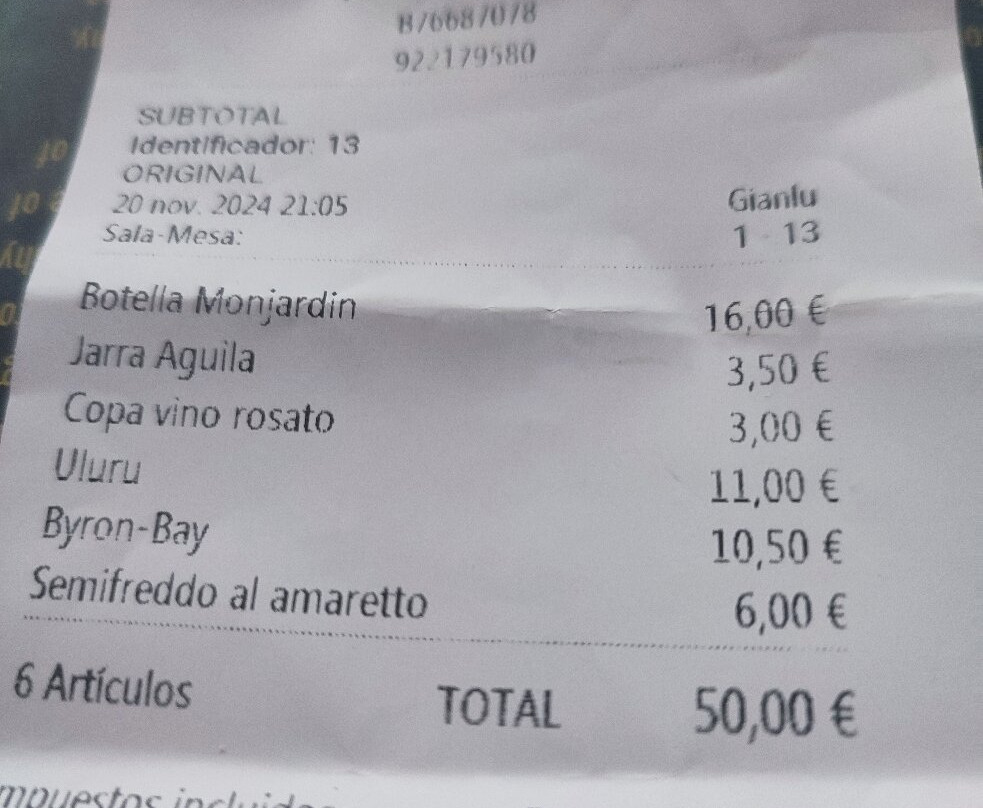 B76687078
922179580
SUBTOTAL
Identificador: 13
ORIGINAL
20 nov. 2024 21:05 Gianlu
Sala-Mesa: 1 - 13
Botella Monjardin 16,00 €
Jarra Aguila 3,50 €
Copa vino rosato 3,00 €
Uluru 11,00 €
Byron-Bay 10,50 €
Semifreddo al amaretto 6,00 €
6 Artículos TOTAL 50,00 €
mpuestos incluidos